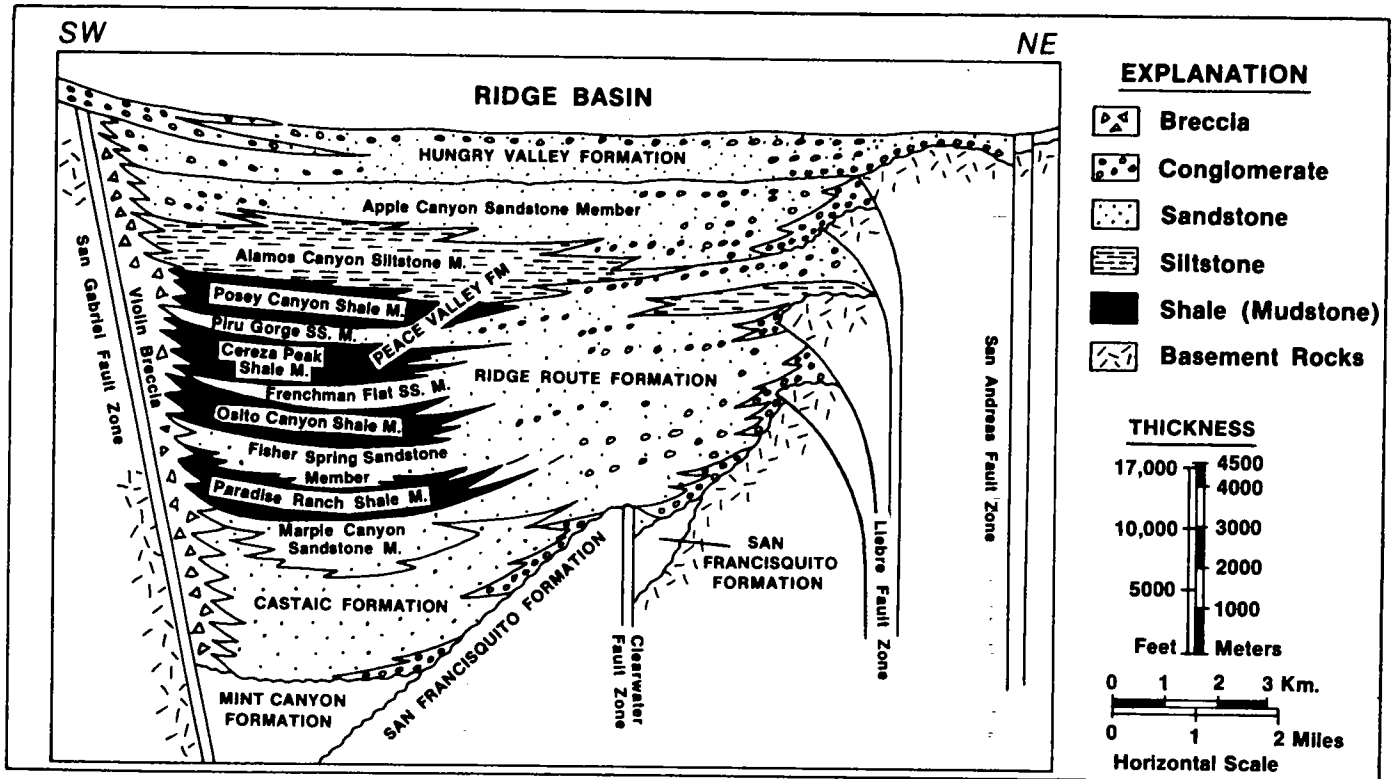 SW
NE
RIDGE BASIN
HUNGRY VALLEY FORMATION
Apple Canyon Sandstone Member
Alamos Canyon Siltstone M.
Posey Canyon Shale M.
Piru Gorge SS. M.
PEACE VALLEY FM
Cereza Peak
Shale M.
Frenchman Flat SS. M.
RIDGE ROUTE FORMATION
Osito Canyon Shale M.
Fisher Spring Sandstone
Member
Paradise Ranch Shale M.
Marple Canyon
Sandstone M.
CASTAIC FORMATION
MINT CANYON
FORMATION
SAN FRANCISQUITO FORMATION
SAN
FRANCISQUITO
FORMATION
San Gabriel Fault Zone
Violin Breccia
Clearwater
Fault Zone
Liebre Fault Zone
San Andreas Fault Zone
EXPLANATION
Breccia
Conglomerate
Sandstone
Siltstone
Shale (Mudstone)
Basement Rocks
THICKNESS
17,000 4500
4000
10,000 3000
2000
5000 1000
Feet Meters
0 1 2 3 Km.
0 1 2 Miles
Horizontal Scale